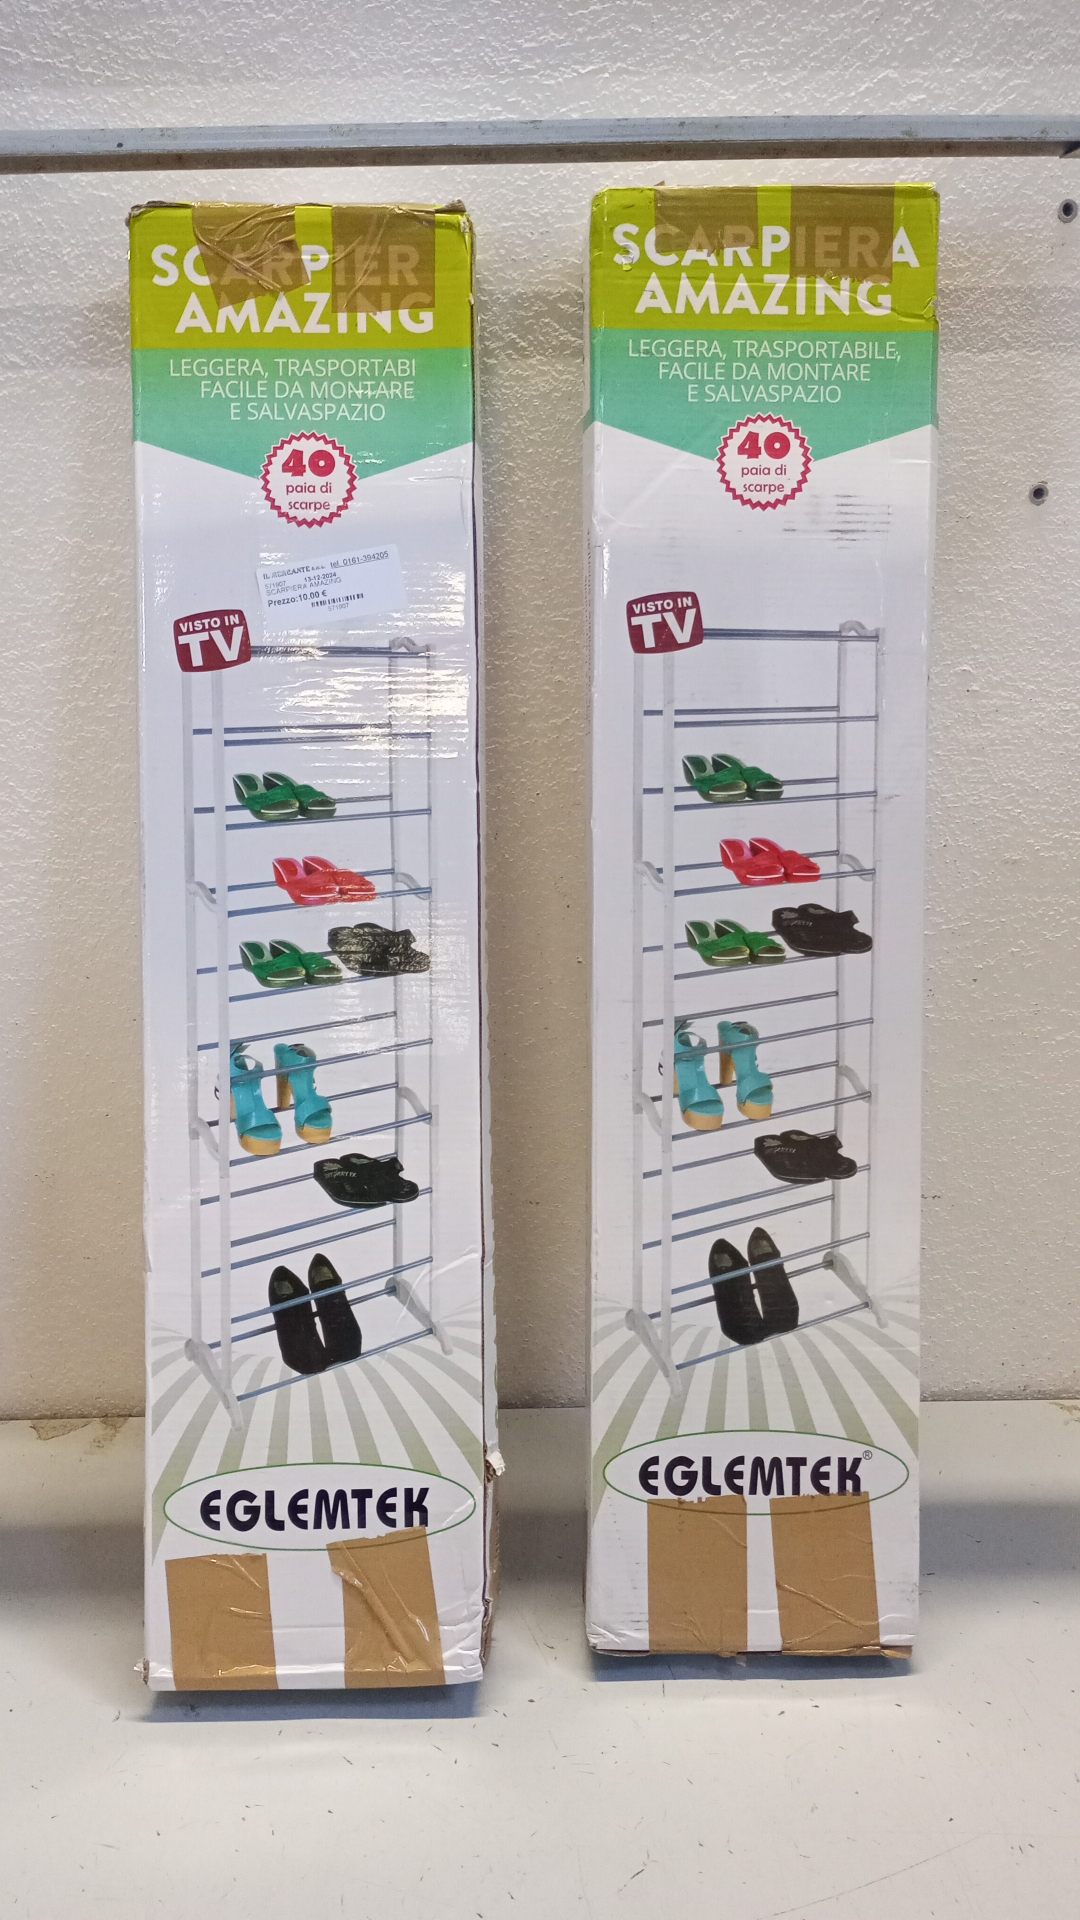 SCARPIER
AMAZING
LEGGERA, TRASPORTABI
FACILE DA MONTARE
E SALVASPAZIO
40
paia di
scarpe
IL MERCANTE S.R.L. tel. 0161-394205
571907 13-12-2024
SCARPIERA AMAZING
Prezzo:10,00 €
571907
VISTO IN
TV
EGLEMTEK
SCARPIERA
AMAZING
LEGGERA, TRASPORTABILE,
FACILE DA MONTARE
E SALVASPAZIO
40
paia di
scarpe
VISTO IN
TV
EGLEMTEK®